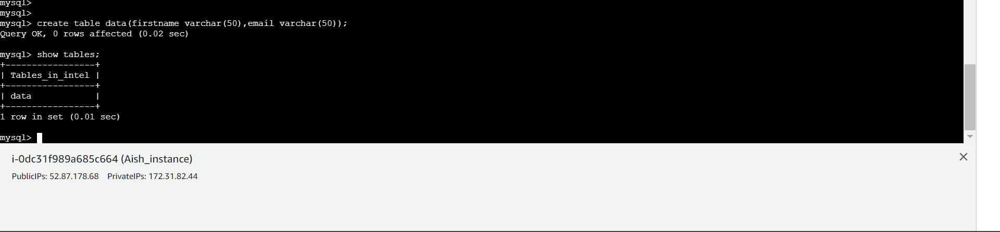 mysql>
mysql>
mysql> create table data(firstname varchar(50),email varchar(50));
Query OK, 0 rows affected (0.02 sec)
mysql> show tables;
+-----------------+
| Tables_in_intel |
+-----------------+
| data            |
+-----------------+
1 row in set (0.01 sec)
mysql>
i-0dc31f989a685c664 (Aish_instance)
PublicIPs: 52.87.178.68 PrivateIPs: 172.31.82.44